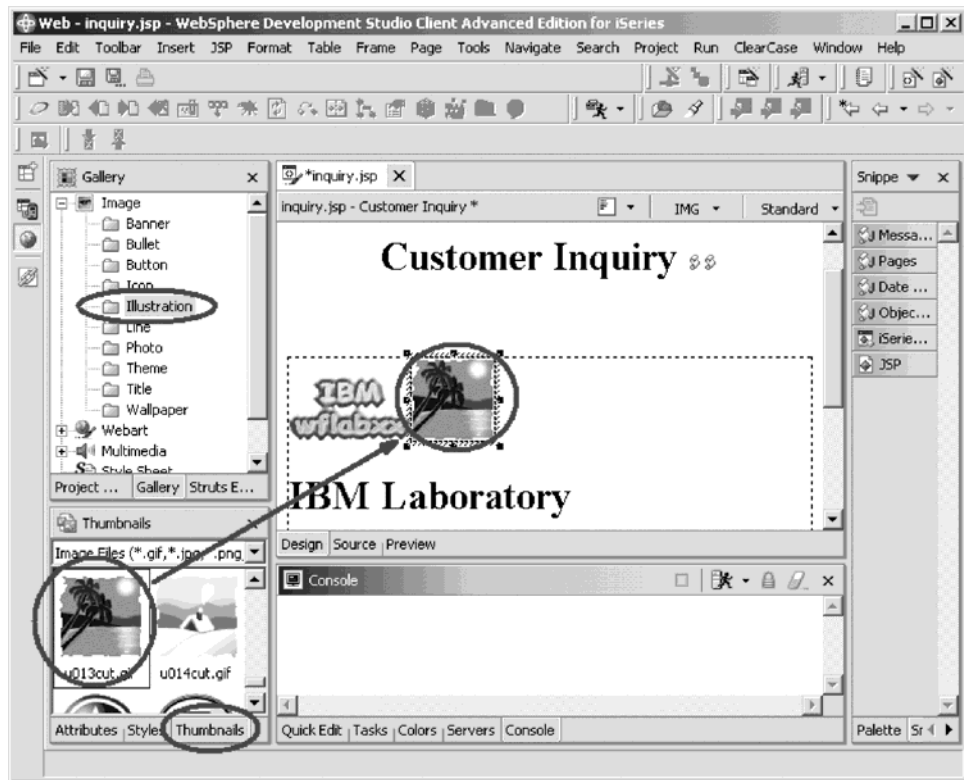 Web - inquiry.jsp - WebSphere Development Studio Client Advanced Edition for iSeries
File Edit Toolbar Insert JSP Format Table Frame Page Tools Navigate Search Project Run ClearCase Window Help
Gallery
Image
Banner
Bullet
Button
Icon
Illustration
Line
Photo
Theme
Title
Wallpaper
Webart
Multimedia
Style Sheet
Project ... Gallery Struts E...
Thumbnails
Image Files (*.gif,*.jpg,*.png,
u013cut.gif u014cut.gif
Attributes Styles Thumbnails
*inquiry.jsp
inquiry.jsp - Customer Inquiry * IMG Standard
Customer Inquiry
IBM
wflabxx
IBM Laboratory
Design Source Preview
Console
Quick Edit Tasks Colors Servers Console
Snippe
Messa...
Pages
Date ...
Objec...
iSerie...
JSP
Palette Sr